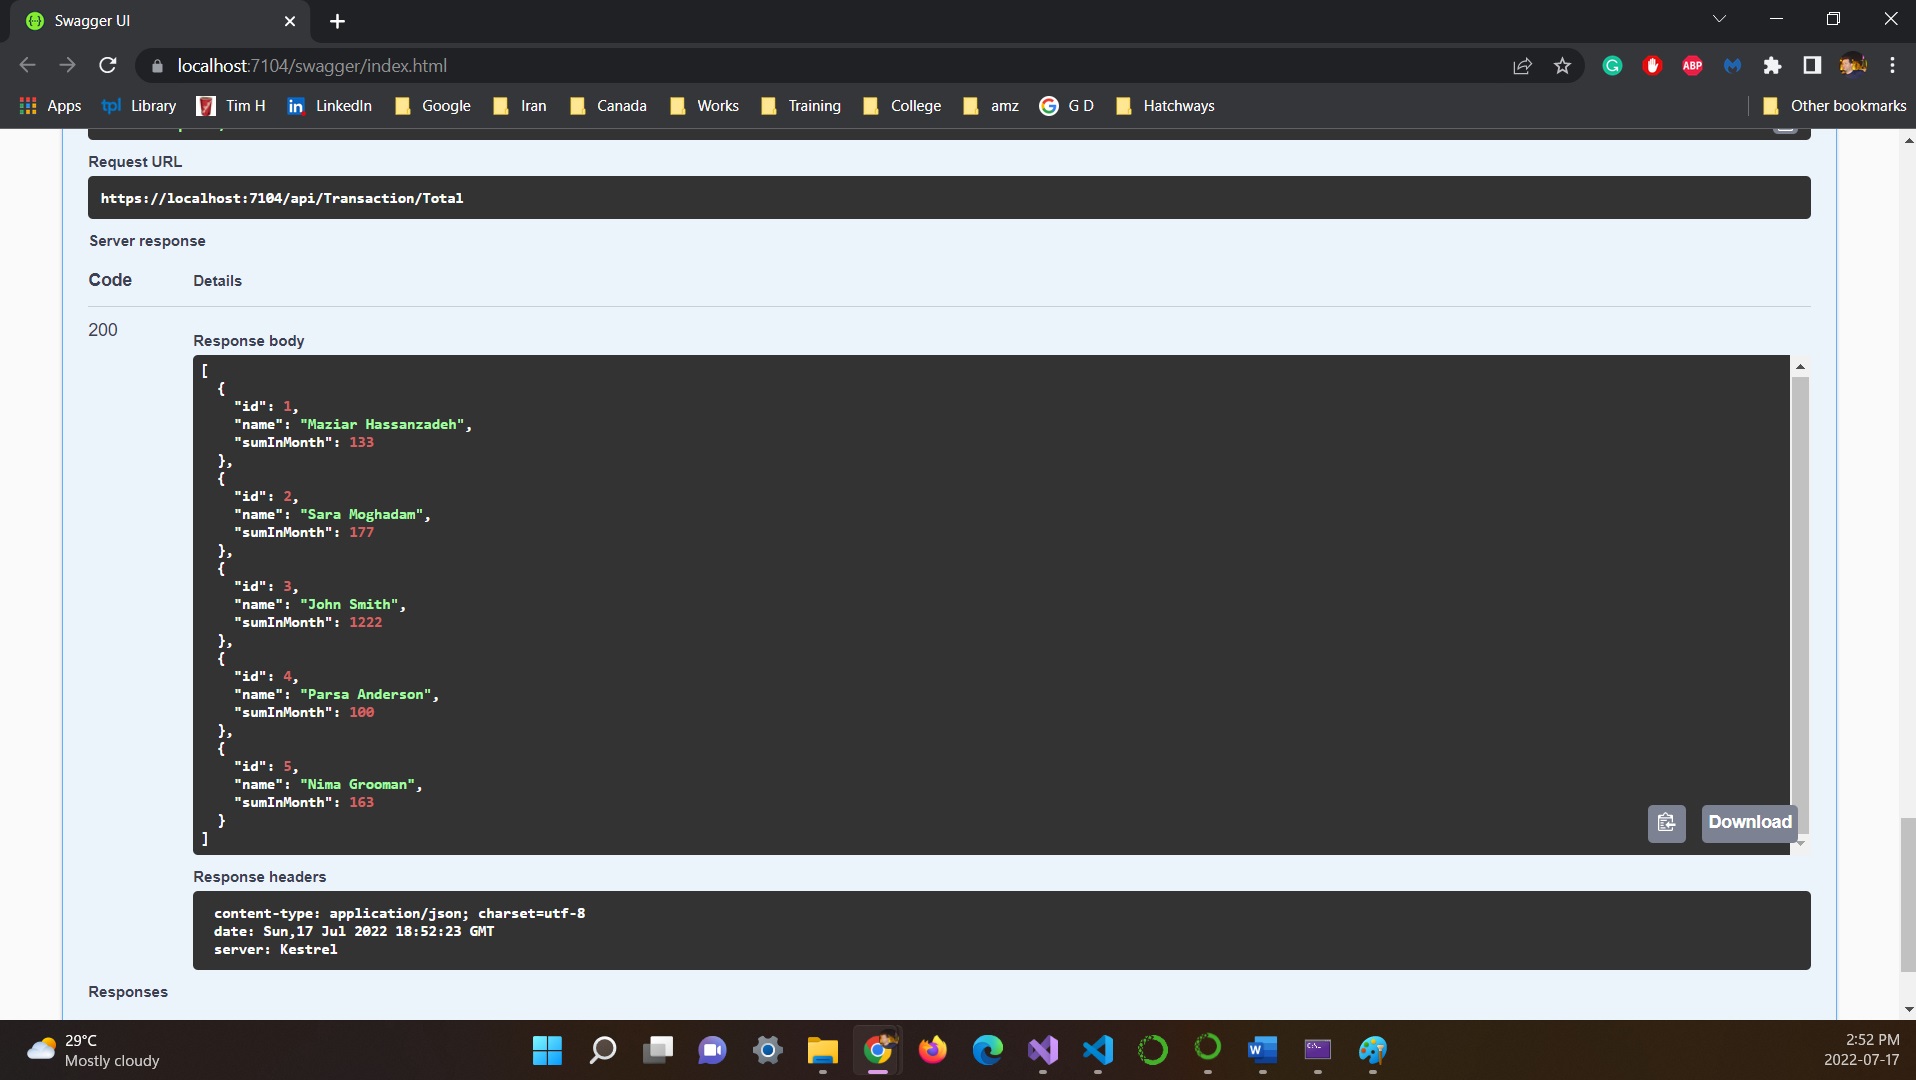 Swagger UI
localhost:7104/swagger/index.html
ABP
Apps
tpl Library
Tim H
in LinkedIn
Google
Iran
Canada
Works
Training
College
amz
G D
Hatchways
Other bookmarks
Request URL
https://localhost:7104/api/Transaction/Total
Server response
Code Details
200
Response body
[
{
"id": 1,
"name": "Maziar Hassanzadeh",
"sumInMonth": 133
},
{
"id": 2,
"name": "Sara Moghadam",
"sumInMonth": 177
},
{
"id": 3,
"name": "John Smith",
"sumInMonth": 1222
},
{
"id": 4,
"name": "Parsa Anderson",
"sumInMonth": 100
},
{
"id": 5,
"name": "Nima Grooman",
"sumInMonth": 163
}
]
Download
Response headers
content-type: application/json; charset=utf-8
date: Sun,17 Jul 2022 18:52:23 GMT
server: Kestrel
Responses
29°C
Mostly cloudy
2:52 PM
2022-07-17